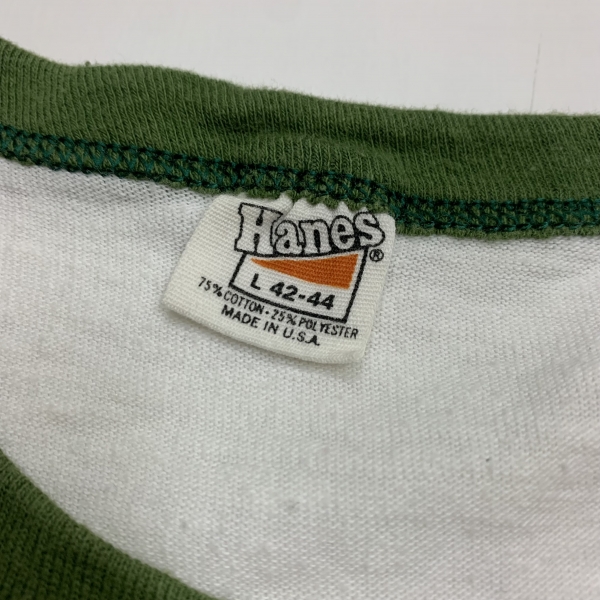 Hanes®
L 42-44
75% COTTON·25% POLYESTER
MADE IN U.S.A.